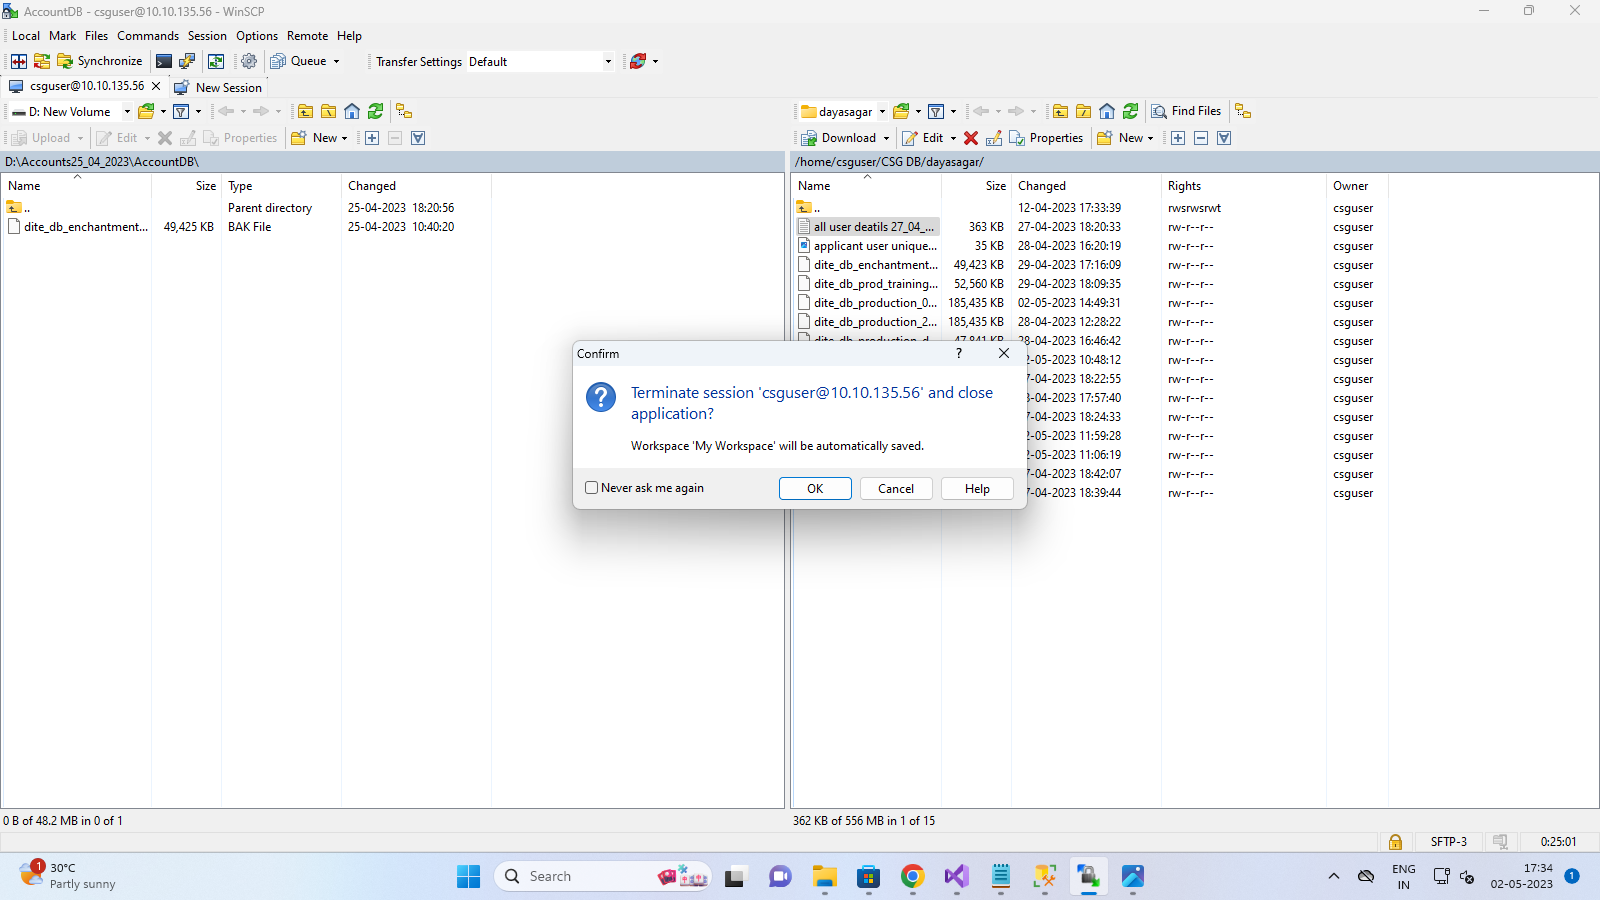 AccountDB - csguser@10.10.135.56 - WinSCP
Local Mark Files Commands Session Options Remote Help
Synchronize Queue Transfer Settings Default
csguser@10.10.135.56 New Session
D: New Volume
dayasagar Find Files
Upload Edit Properties New
Download Edit Properties New
D:\Accounts25_04_2023\AccountDB\
/home/csguser/CSG DB/dayasagar/
Name Size Type Changed
.. Parent directory 25-04-2023 18:20:56
dite_db_enchantment... 49,425 KB BAK File 25-04-2023 10:40:20
Name Size Changed Rights Owner
.. 12-04-2023 17:33:39 rwsrwsrwt csguser
all user deatils 27_04_... 363 KB 27-04-2023 18:20:33 rw-r--r-- csguser
applicant user unique... 35 KB 28-04-2023 16:20:19 rw-r--r-- csguser
dite_db_enchantment... 49,423 KB 29-04-2023 17:16:09 rw-r--r-- csguser
dite_db_prod_training... 52,560 KB 29-04-2023 18:09:35 rw-r--r-- csguser
dite_db_production_0... 185,435 KB 02-05-2023 14:49:31 rw-r--r-- csguser
dite_db_production_2... 185,435 KB 28-04-2023 12:28:22 rw-r--r-- csguser
dite_db_production_d... 47,841 KB 28-04-2023 16:46:42 rw-r--r-- csguser
2-05-2023 10:48:12 rw-r--r-- csguser
7-04-2023 18:22:55 rw-r--r-- csguser
8-04-2023 17:57:40 rw-r--r-- csguser
7-04-2023 18:24:33 rw-r--r-- csguser
2-05-2023 11:59:28 rw-r--r-- csguser
2-05-2023 11:06:19 rw-r--r-- csguser
7-04-2023 18:42:07 rw-r--r-- csguser
7-04-2023 18:39:44 rw-r--r-- csguser
Confirm ?
Terminate session 'csguser@10.10.135.56' and close
application?
Workspace 'My Workspace' will be automatically saved.
Never ask me again OK Cancel Help
0 B of 48.2 MB in 0 of 1
362 KB of 556 MB in 1 of 15
SFTP-3 0:25:01
1
30°C
Partly sunny
Search
ENG
IN
17:34
02-05-2023
1